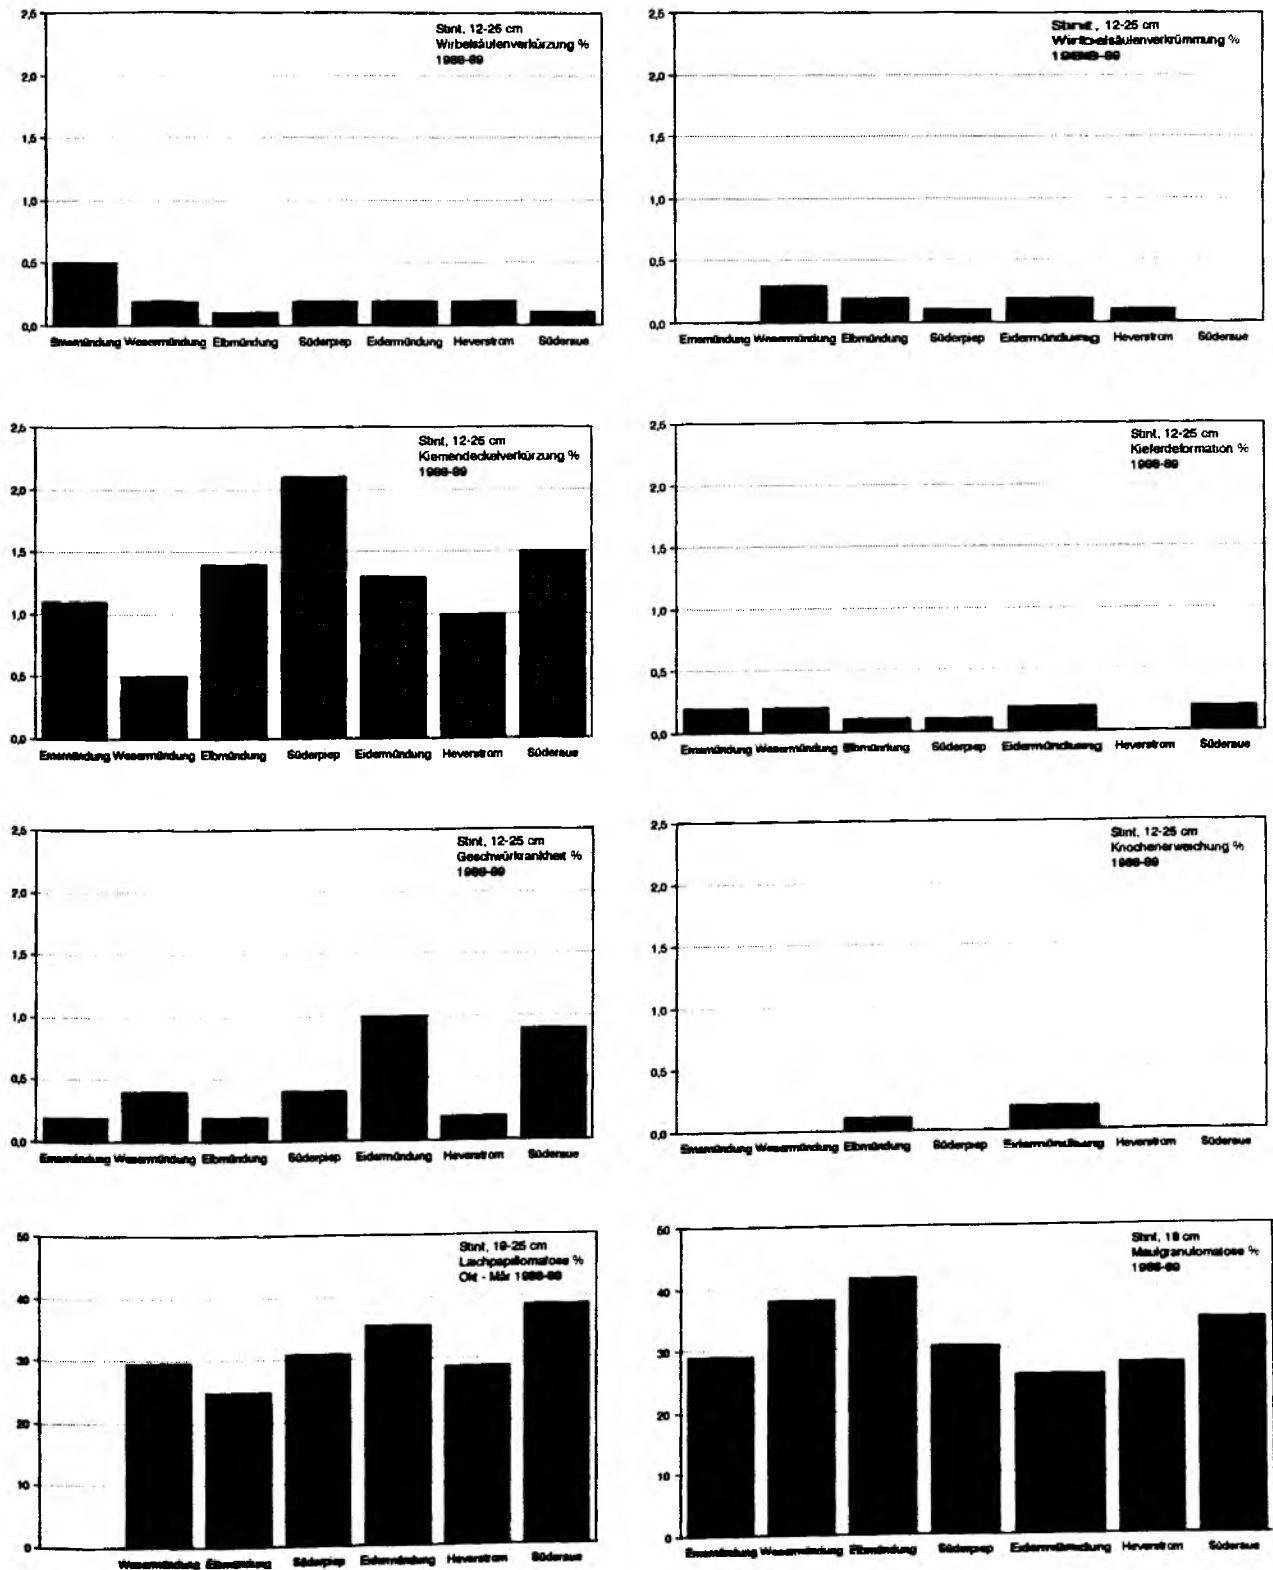 2,5
2,0
1,5
1,0
0,5
0,0
Stint, 12-25 cm
Wirbelsäulenverkürzung %
1988-89
Emsmündung Wesermündung Elbmündung Süderpiep Eidermündung Heverstrom Süderaue
2,5
2,0
1,5
1,0
0,5
0,0
Stint, 12-25 cm
Wirbelsäulenverkrümmung %
1988-89
Emsmündung Wesermündung Elbmündung Süderpiep Eidermündung Heverstrom Süderaue
2,5
2,0
1,5
1,0
0,5
0,0
Stint, 12-25 cm
Kiemendeckelverkürzung %
1988-89
Emsmündung Wesermündung Elbmündung Süderpiep Eidermündung Heverstrom Süderaue
2,5
2,0
1,5
1,0
0,5
0,0
Stint, 12-25 cm
Kieferdeformation %
1988-89
Emsmündung Wesermündung Elbmündung Süderpiep Eidermündung Heverstrom Süderaue
2,5
2,0
1,5
1,0
0,5
0,0
Stint, 12-25 cm
Geschwürkrankheit %
1988-89
Emsmündung Wesermündung Elbmündung Süderpiep Eidermündung Heverstrom Süderaue
2,5
2,0
1,5
1,0
0,5
0,0
Stint, 12-25 cm
Knochenerweichung %
1988-89
Emsmündung Wesermündung Elbmündung Süderpiep Eidermündung Heverstrom Süderaue
50
40
30
20
10
0
Stint, 19-25 cm
Laichpapillomatose %
Okt - Mär 1988-89
Wesermündung Elbmündung Süderpiep Eidermündung Heverstrom Süderaue
50
40
30
20
10
0
Stint, 18 cm
Maulgranulomatose %
1988-89
Emsmündung Wesermündung Elbmündung Süderpiep Eidermündung Heverstrom Süderaue